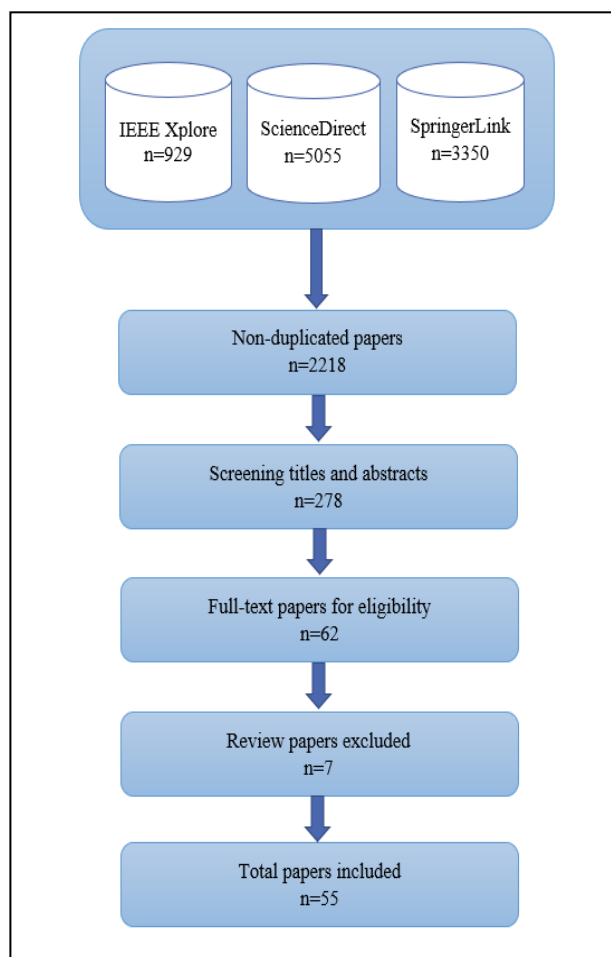 IEEE Xplore
n=929
ScienceDirect
n=5055
SpringerLink
n=3350
Non-duplicated papers
n=2218
Screening titles and abstracts
n=278
Full-text papers for eligibility
n=62
Review papers excluded
n=7
Total papers included
n=55